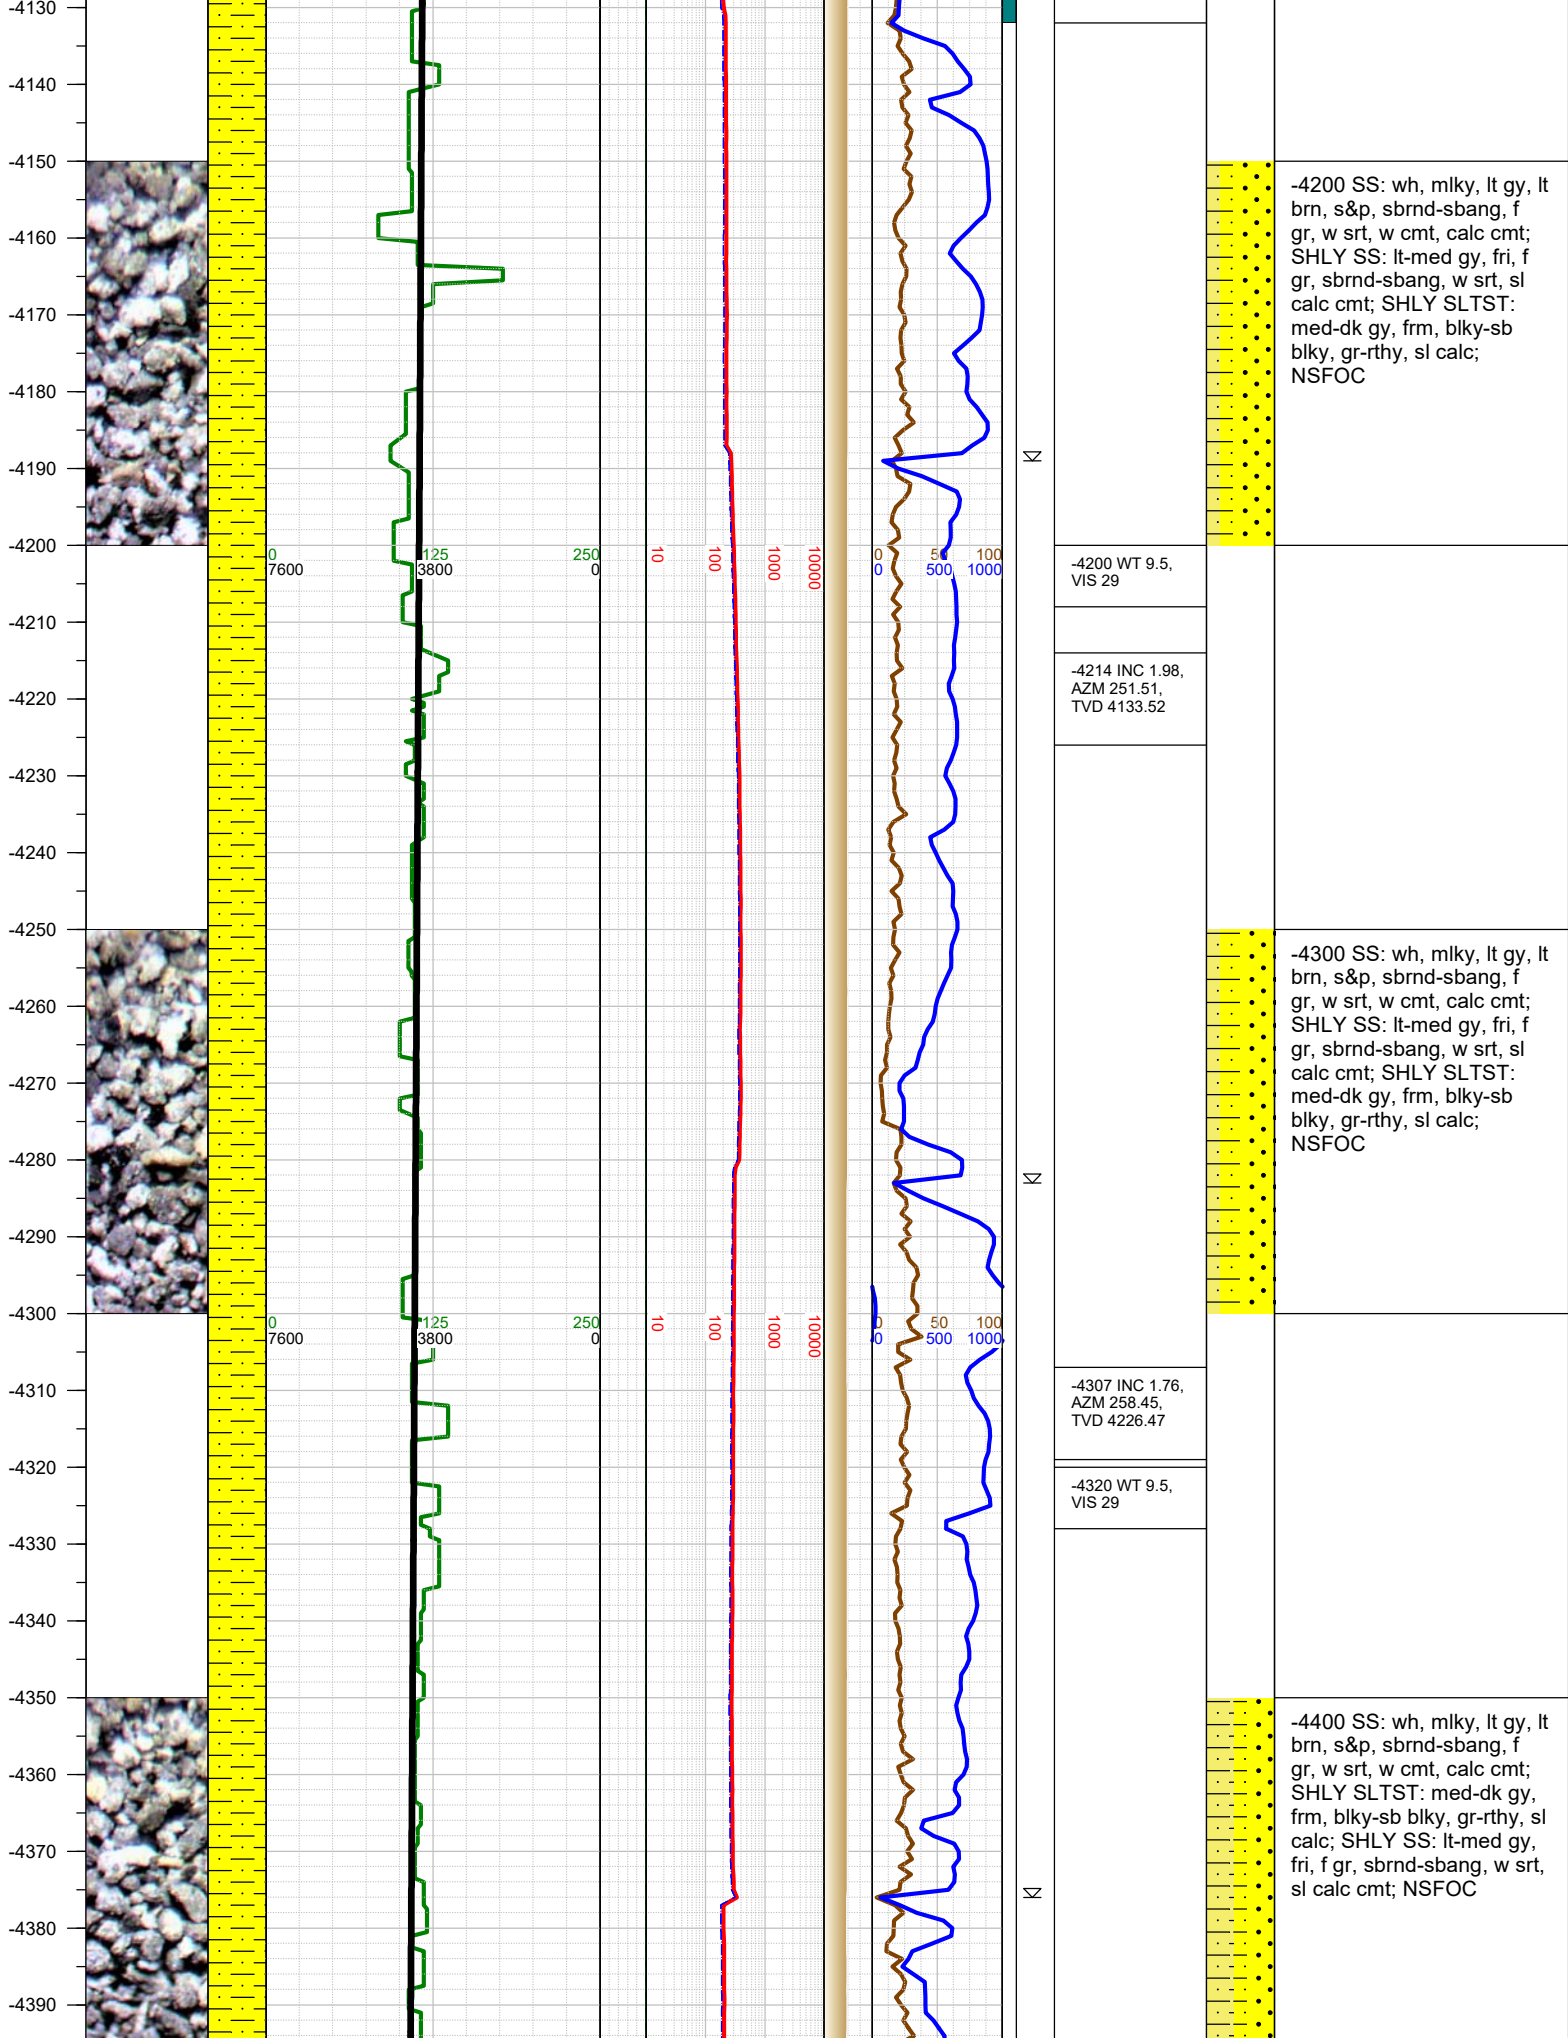 -4130
-4140
-4150
-4160
-4170
-4180
-4190
-4200
-4210
-4220
-4230
-4240
-4250
-4260
-4270
-4280
-4290
-4300
-4310
-4320
-4330
-4340
-4350
-4360
-4370
-4380
-4390
0 125 250
7600 3800 0
10 100 1000 10000
0 50 100
0 500 1000
0 125 250
7600 3800 0
10 100 1000 10000
0 50 100
0 500 1000
-4200 WT 9.5,
VIS 29
-4214 INC 1.98,
AZM 251.51,
TVD 4133.52
-4307 INC 1.76,
AZM 258.45,
TVD 4226.47
-4320 WT 9.5,
VIS 29
-4200 SS: wh, mlky, lt gy, lt
brn, s&p, sbrnd-sbang, f
gr, w srt, w cmt, calc cmt;
SHLY SS: lt-med gy, fri, f
gr, sbrnd-sbang, w srt, sl
calc cmt; SHLY SLTST:
med-dk gy, frm, blky-sb
blky, gr-rthy, sl calc;
NSFOC
-4300 SS: wh, mlky, lt gy, lt
brn, s&p, sbrnd-sbang, f
gr, w srt, w cmt, calc cmt;
SHLY SS: lt-med gy, fri, f
gr, sbrnd-sbang, w srt, sl
calc cmt; SHLY SLTST:
med-dk gy, frm, blky-sb
blky, gr-rthy, sl calc;
NSFOC
-4400 SS: wh, mlky, lt gy, lt
brn, s&p, sbrnd-sbang, f
gr, w srt, w cmt, calc cmt;
SHLY SLTST: med-dk gy,
frm, blky-sb blky, gr-rthy, sl
calc; SHLY SS: lt-med gy,
fri, f gr, sbrnd-sbang, w srt,
sl calc cmt; NSFOC